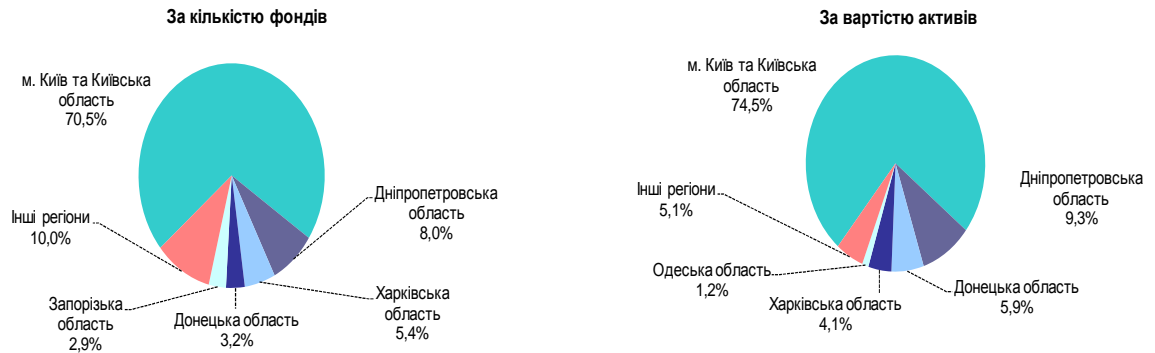 За кількістю фондів
м. Київ та Київська
область
70,5%
Дніпропетровська
область
8,0%
Інші регіони
10,0%
Запорізька
область
2,9%
Донецька область
3,2%
Харківська
область
5,4%
За вартістю активів
м. Київ та Київська
область
74,5%
Дніпропетровська
область
9,3%
Інші регіони
5,1%
Одеська область
1,2%
Харківська область
4,1%
Донецька область
5,9%